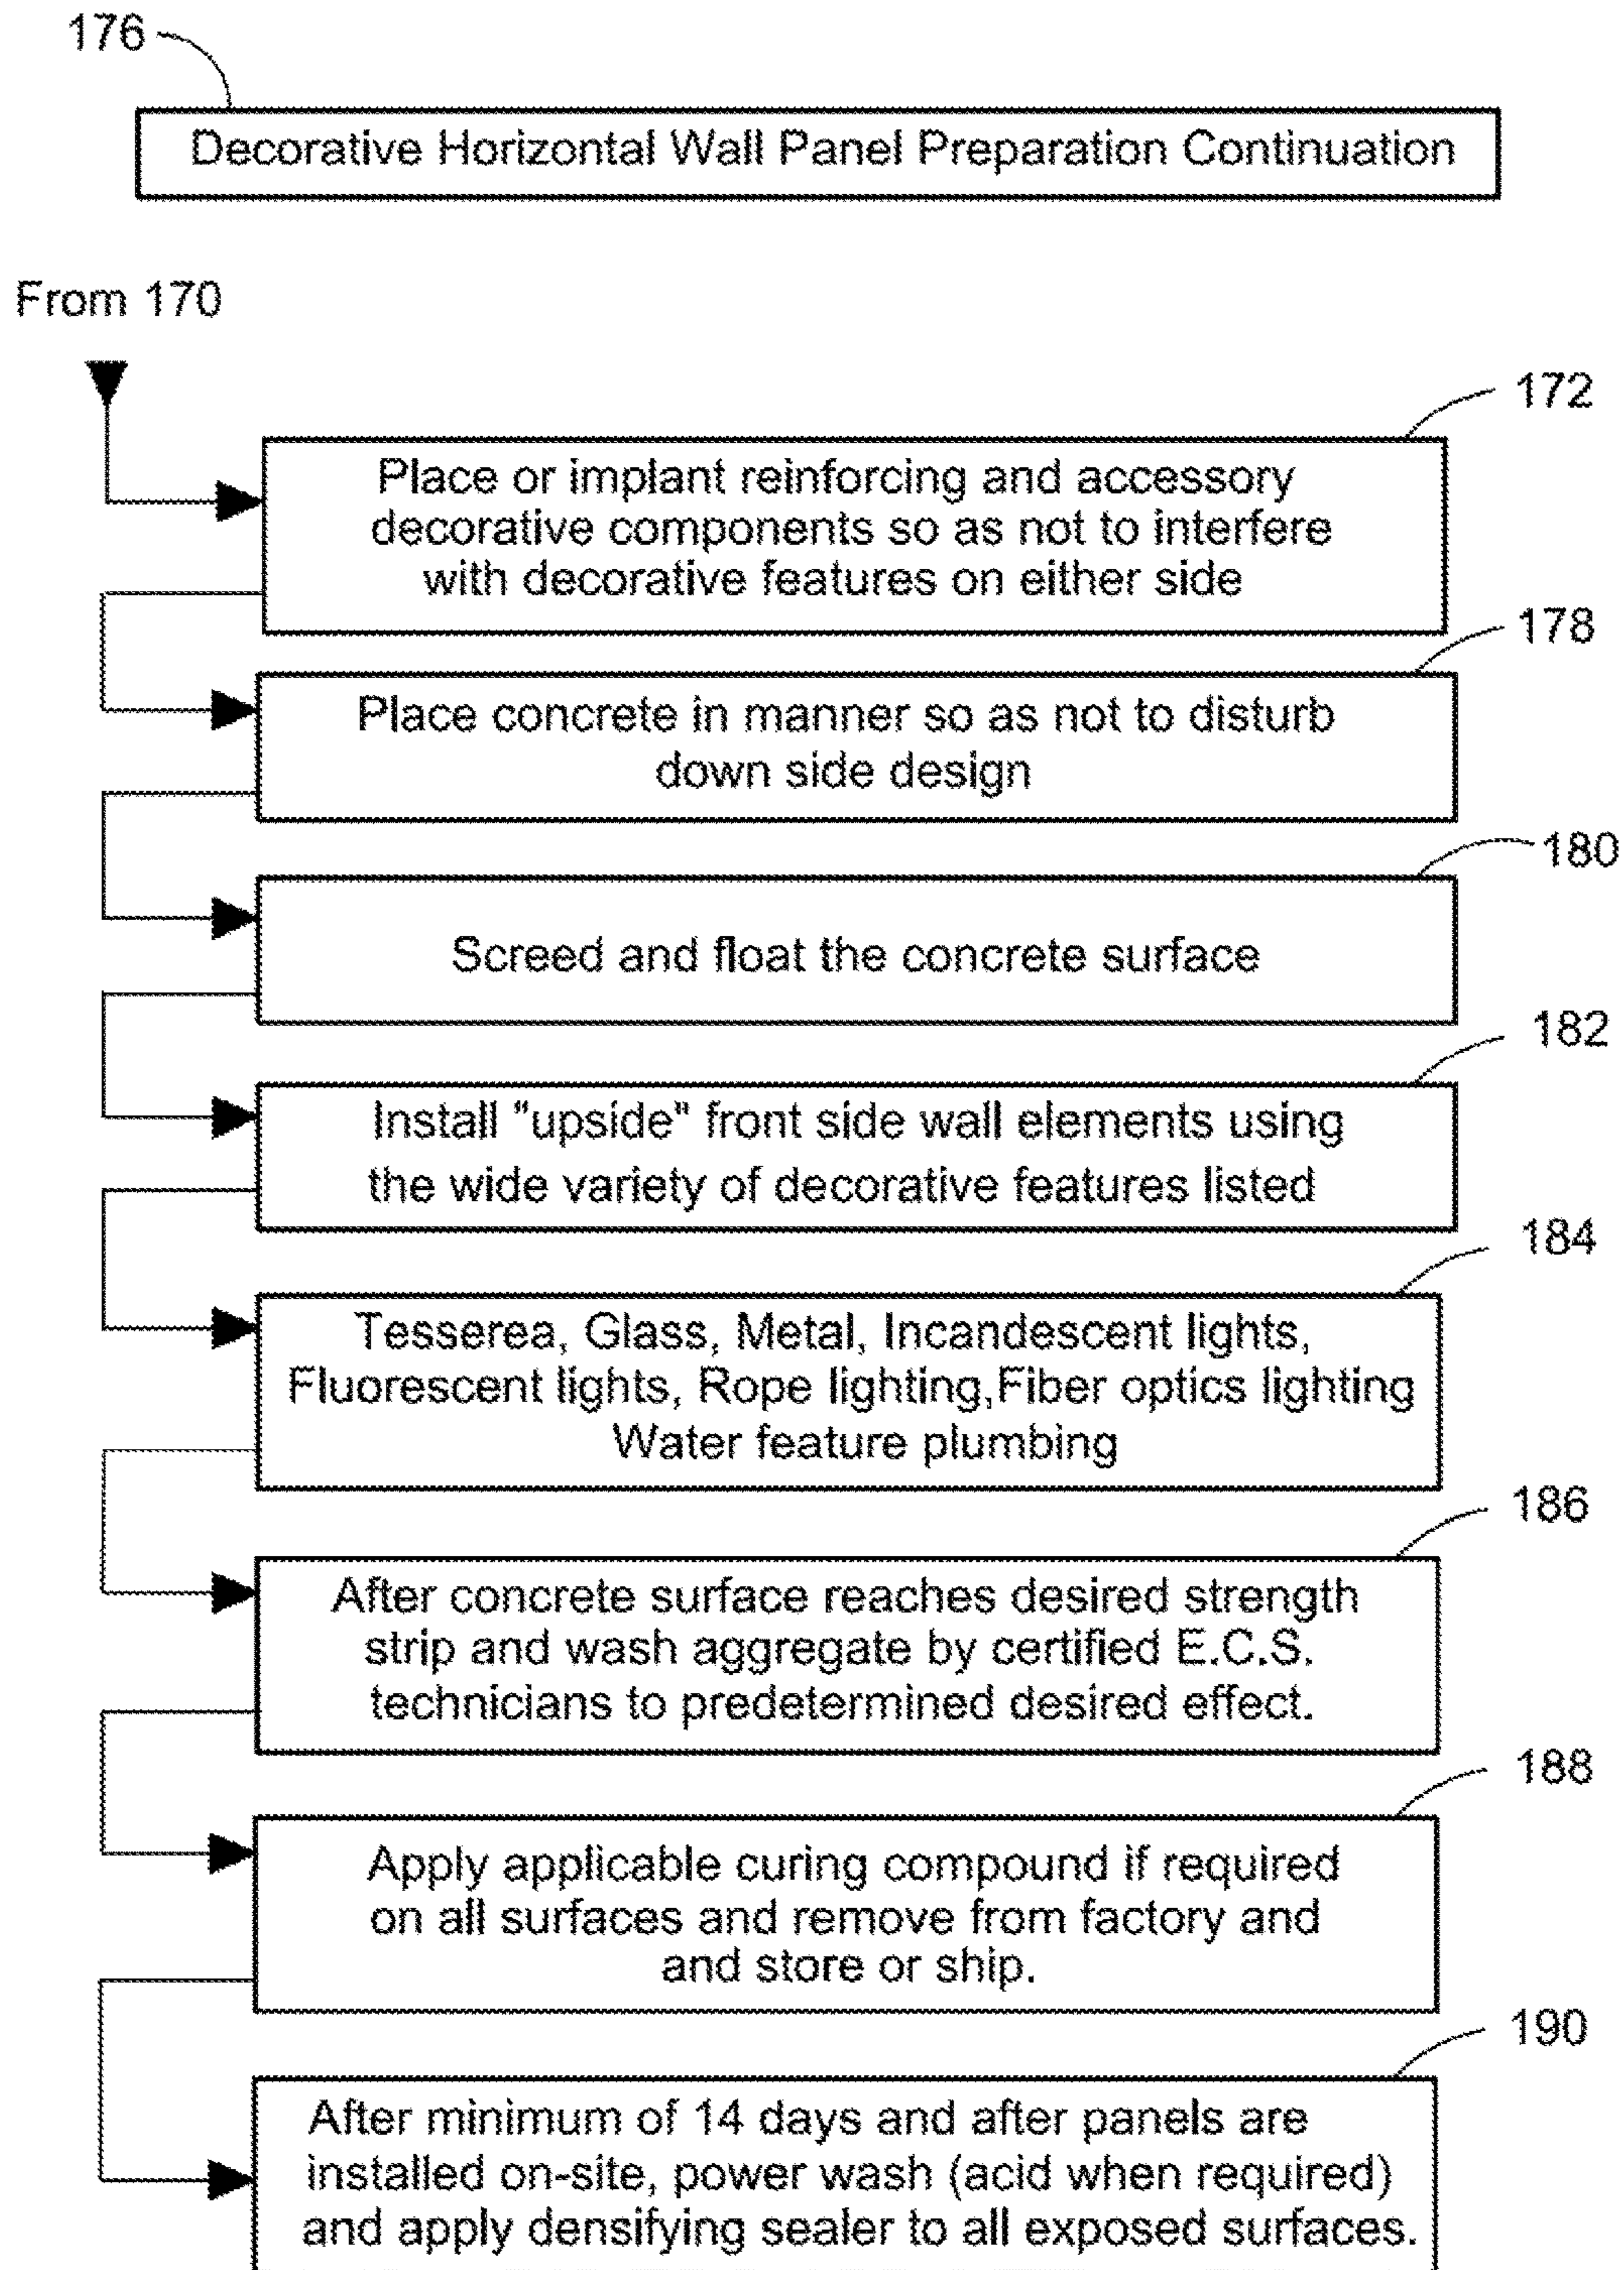 176
Decorative Horizontal Wall Panel Preparation Continuation
From 170
172
Place or implant reinforcing and accessory
decorative components so as not to interfere
with decorative features on either side
178
Place concrete in manner so as not to disturb
down side design
180
Screed and float the concrete surface
182
Install "upside" front side wall elements using
the wide variety of decorative features listed
184
Tesserea, Glass, Metal, Incandescent lights,
Fluorescent lights, Rope lighting,Fiber optics lighting
Water feature plumbing
186
After concrete surface reaches desired strength
strip and wash aggregate by certified E.C.S.
technicians to predetermined desired effect.
188
Apply applicable curing compound if required
on all surfaces and remove from factory and
and store or ship.
190
After minimum of 14 days and after panels are
installed on-site, power wash (acid when required)
and apply densifying sealer to all exposed surfaces.